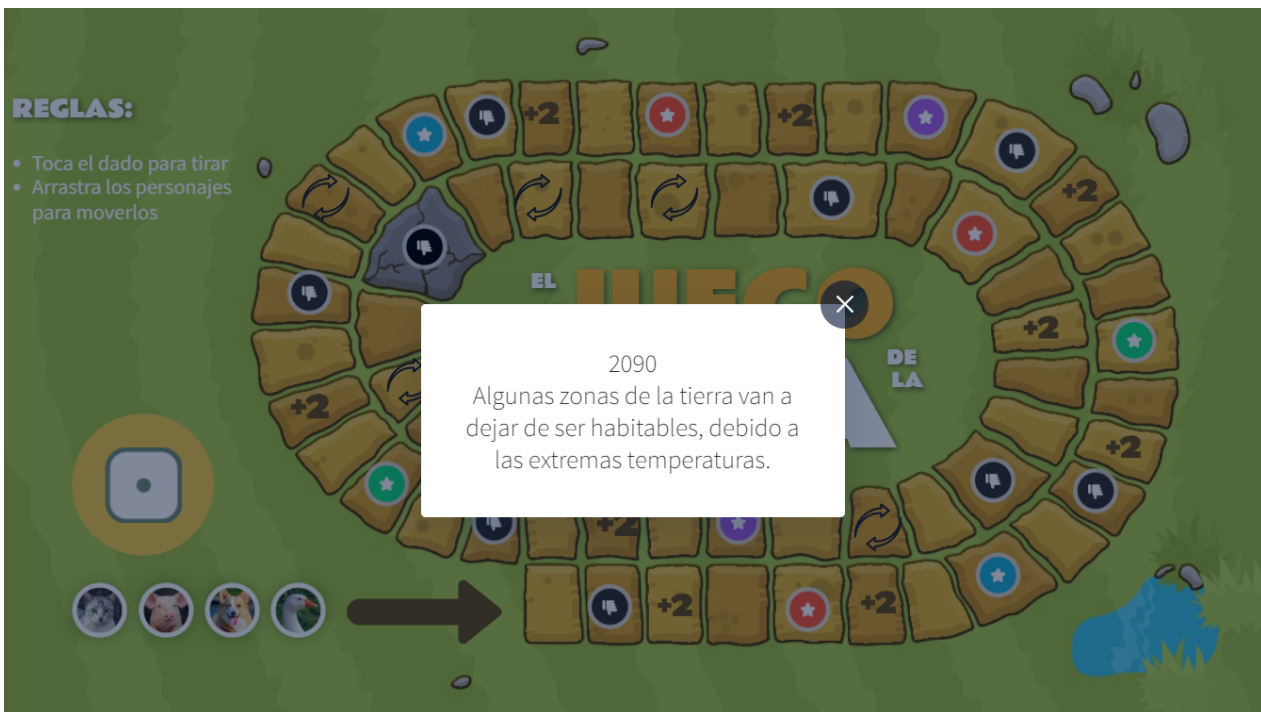 REGLAS:
• Toca el dado para tirar
• Arrastra los personajes
para moverlos
+2
+2
+2
+2
+2
+2
+2
+2
+2
EL
JUEGO
DE
LA
2090
Algunas zonas de la tierra van a
dejar de ser habitables, debido a
las extremas temperaturas.